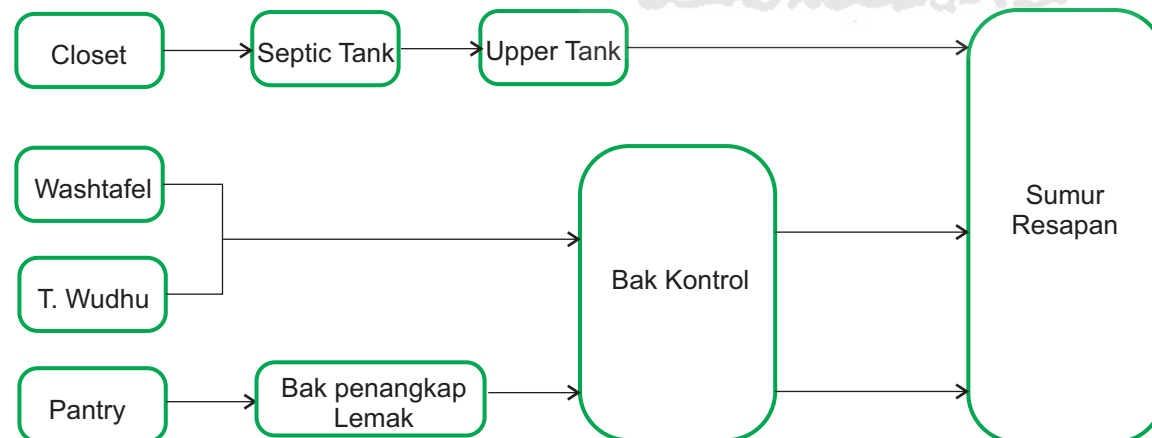 Closet
Septic Tank
Upper Tank
Washtafel
T. Wudhu
Bak Kontrol
Sumur
Resapan
Pantry
Bak penangkap
Lemak